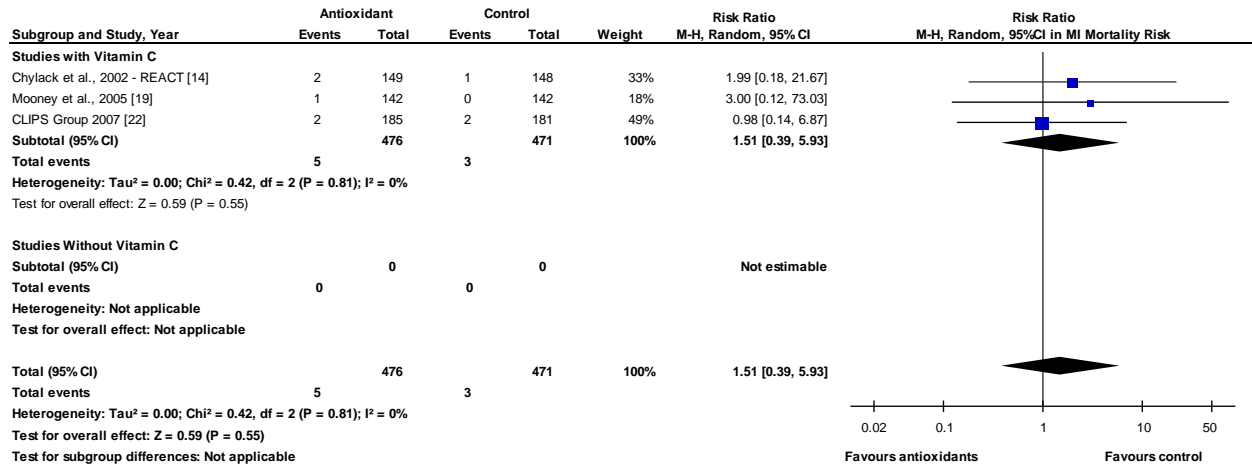 Antioxidant Control Risk Ratio Risk Ratio
Subgroup and Study, Year Events Total Events Total Weight M-H, Random, 95% CI M-H, Random, 95%CI in MI Mortality Risk
Studies with Vitamin C
Chylack et al., 2002 - REACT [14] 2 149 1 148 33% 1.99 [0.18, 21.67]
Mooney et al., 2005 [19] 1 142 0 142 18% 3.00 [0.12, 73.03]
CLIPS Group 2007 [22] 2 185 2 181 49% 0.98 [0.14, 6.87]
Subtotal (95% CI) 476 471 100% 1.51 [0.39, 5.93]
Total events 5 3
Heterogeneity: Tau² = 0.00; Chi² = 0.42, df = 2 (P = 0.81); I² = 0%
Test for overall effect: Z = 0.59 (P = 0.55)
Studies Without Vitamin C
Subtotal (95% CI) 0 0 Not estimable
Total events 0 0
Heterogeneity: Not applicable
Test for overall effect: Not applicable
Total (95% CI) 476 471 100% 1.51 [0.39, 5.93]
Total events 5 3
Heterogeneity: Tau² = 0.00; Chi² = 0.42, df = 2 (P = 0.81); I² = 0%
Test for overall effect: Z = 0.59 (P = 0.55)
Test for subgroup differences: Not applicable
0.02 0.1 1 10 50
Favours antioxidants Favours control